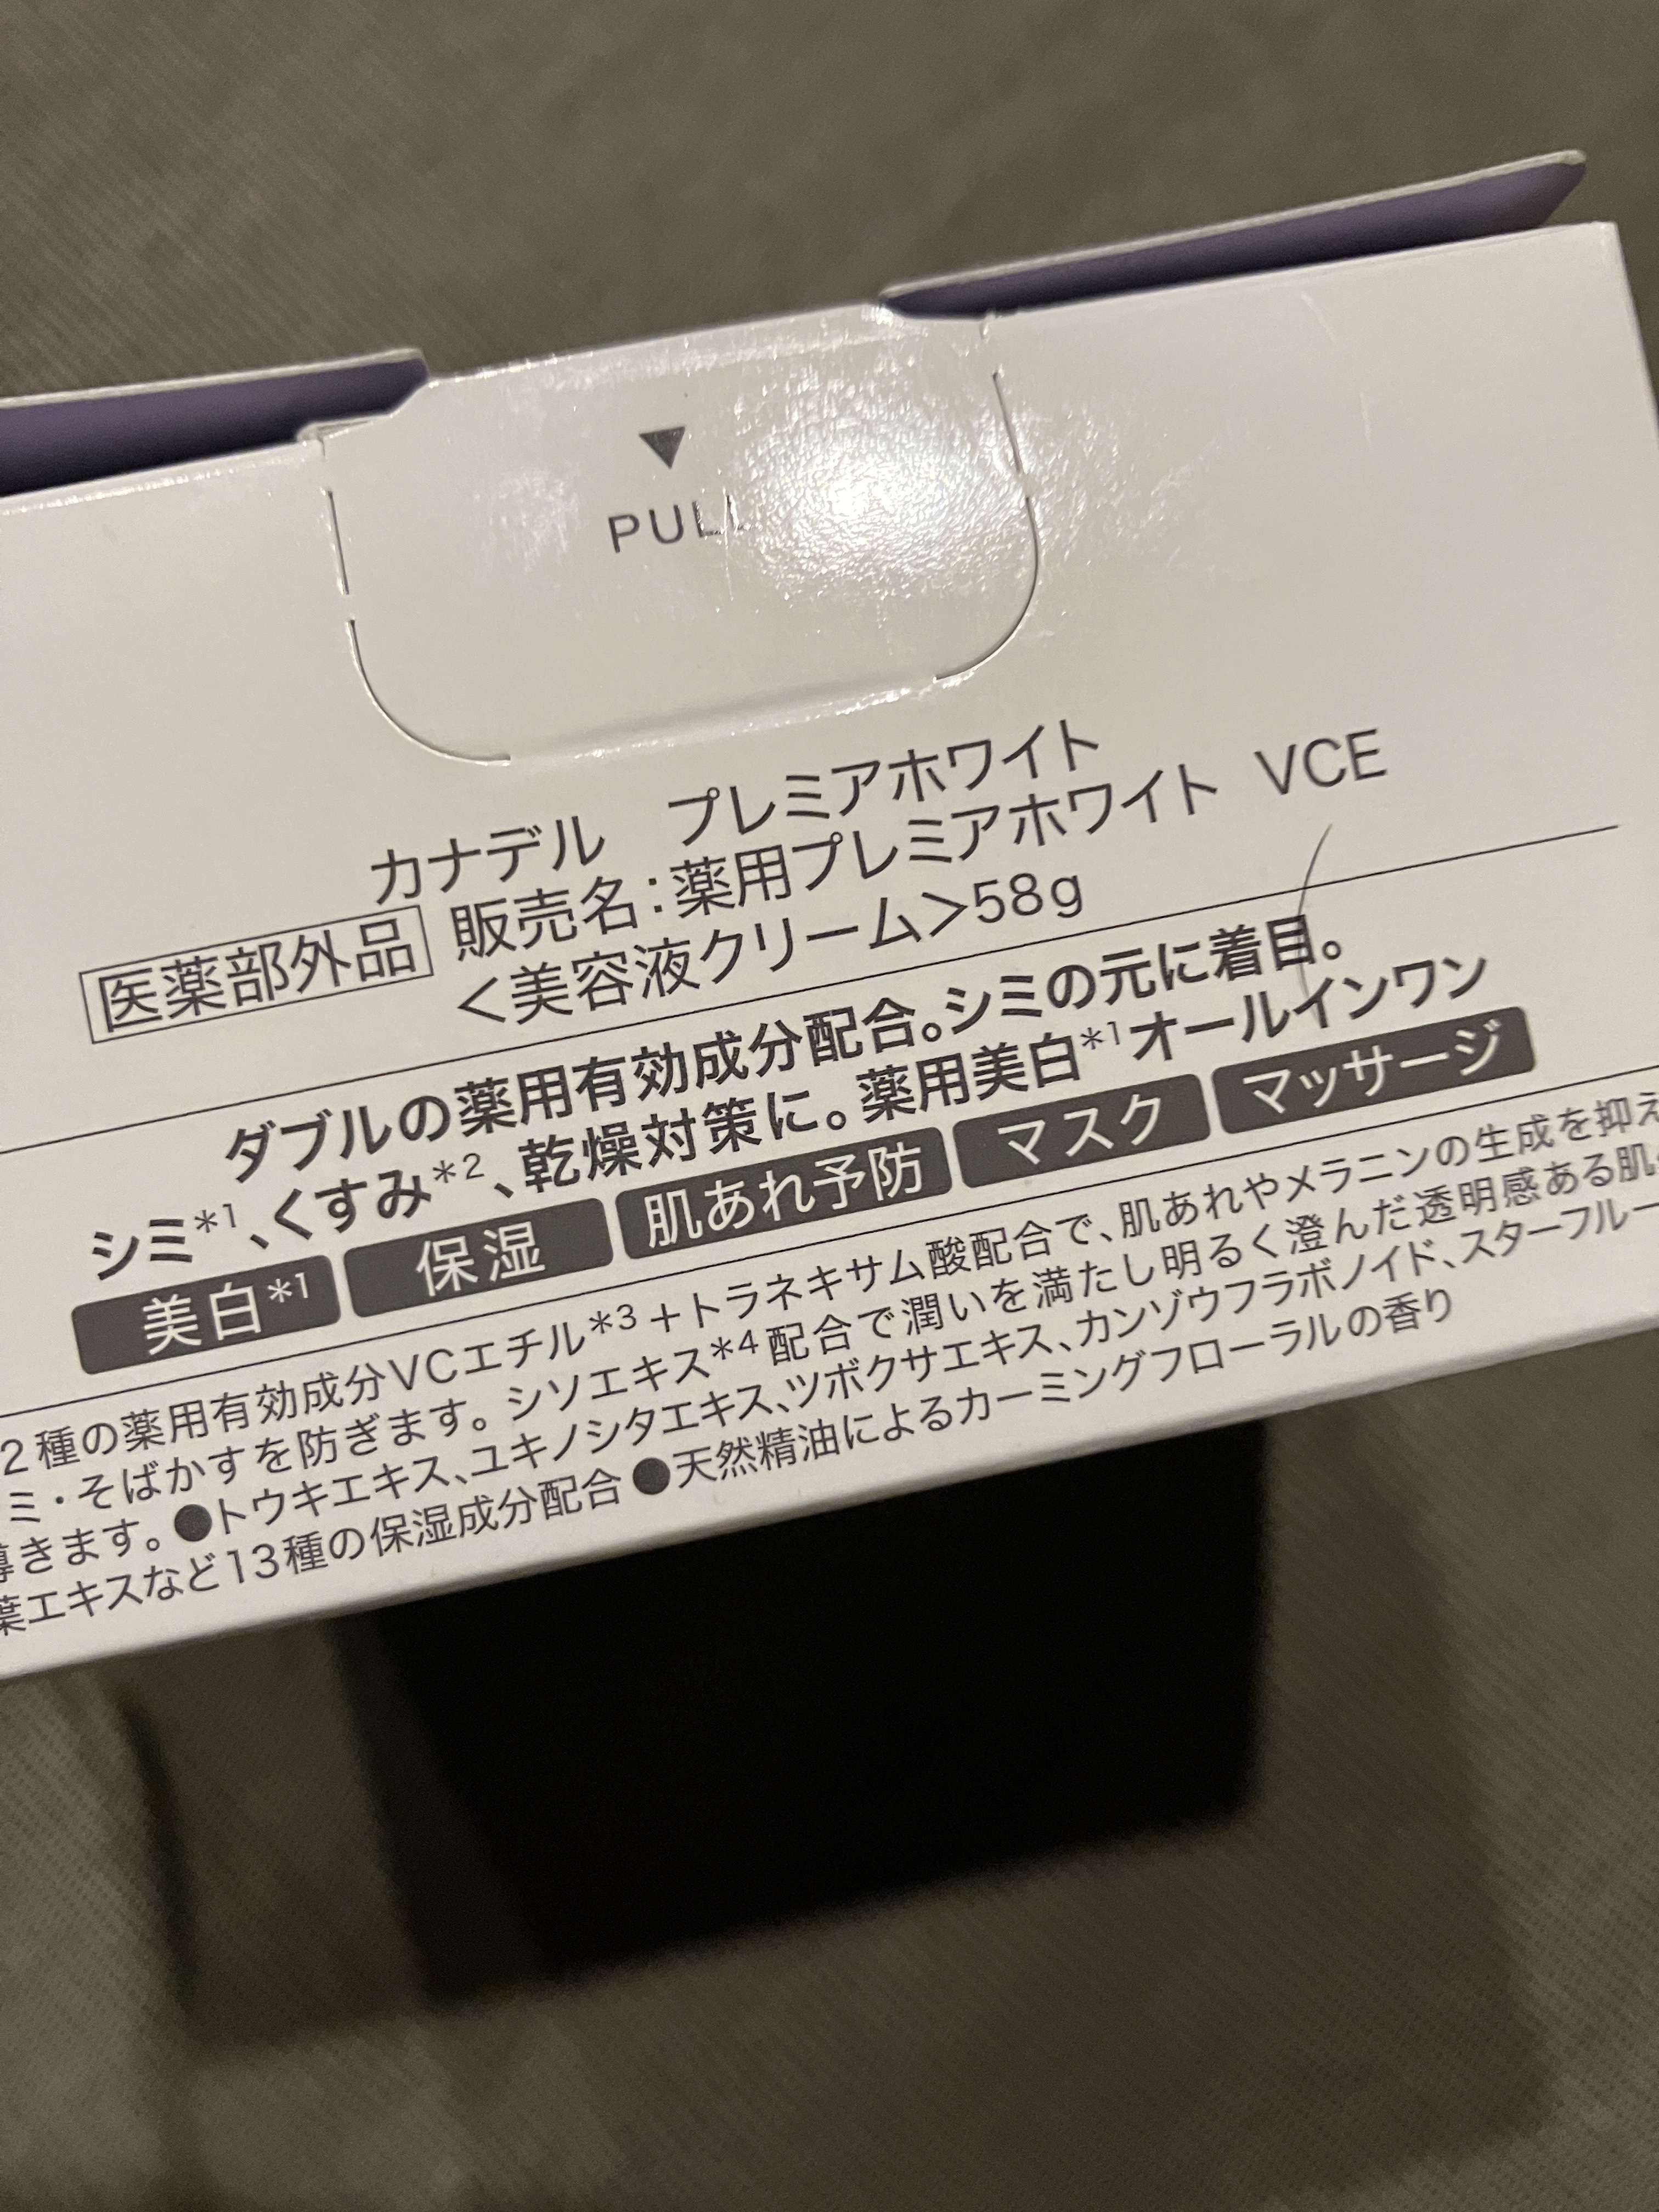 ▼
PULL
カナデル　プレミアホワイト
医薬部外品 販売名：薬用プレミアホワイト VCE
＜美容液クリーム＞58g
ダブルの薬用有効成分配合。シミの元に着目。
シミ*1、くすみ*2、乾燥対策に。薬用美白*1オールインワン
美白*1 保湿 肌あれ予防 マスク マッサージ
2種の薬用有効成分VCエチル*3＋トラネキサム酸配合で、肌あれやメラニンの生成を抑え
ミ・そばかすを防ぎます。シソエキス*4配合で潤いを満たし明るく澄んだ透明感ある肌
導きます。●トウキエキス、ユキノシタエキス、ツボクサエキス、カンゾウフラボノイド、スターフルー
葉エキスなど13種の保湿成分配合●天然精油によるカーミングフローラルの香り